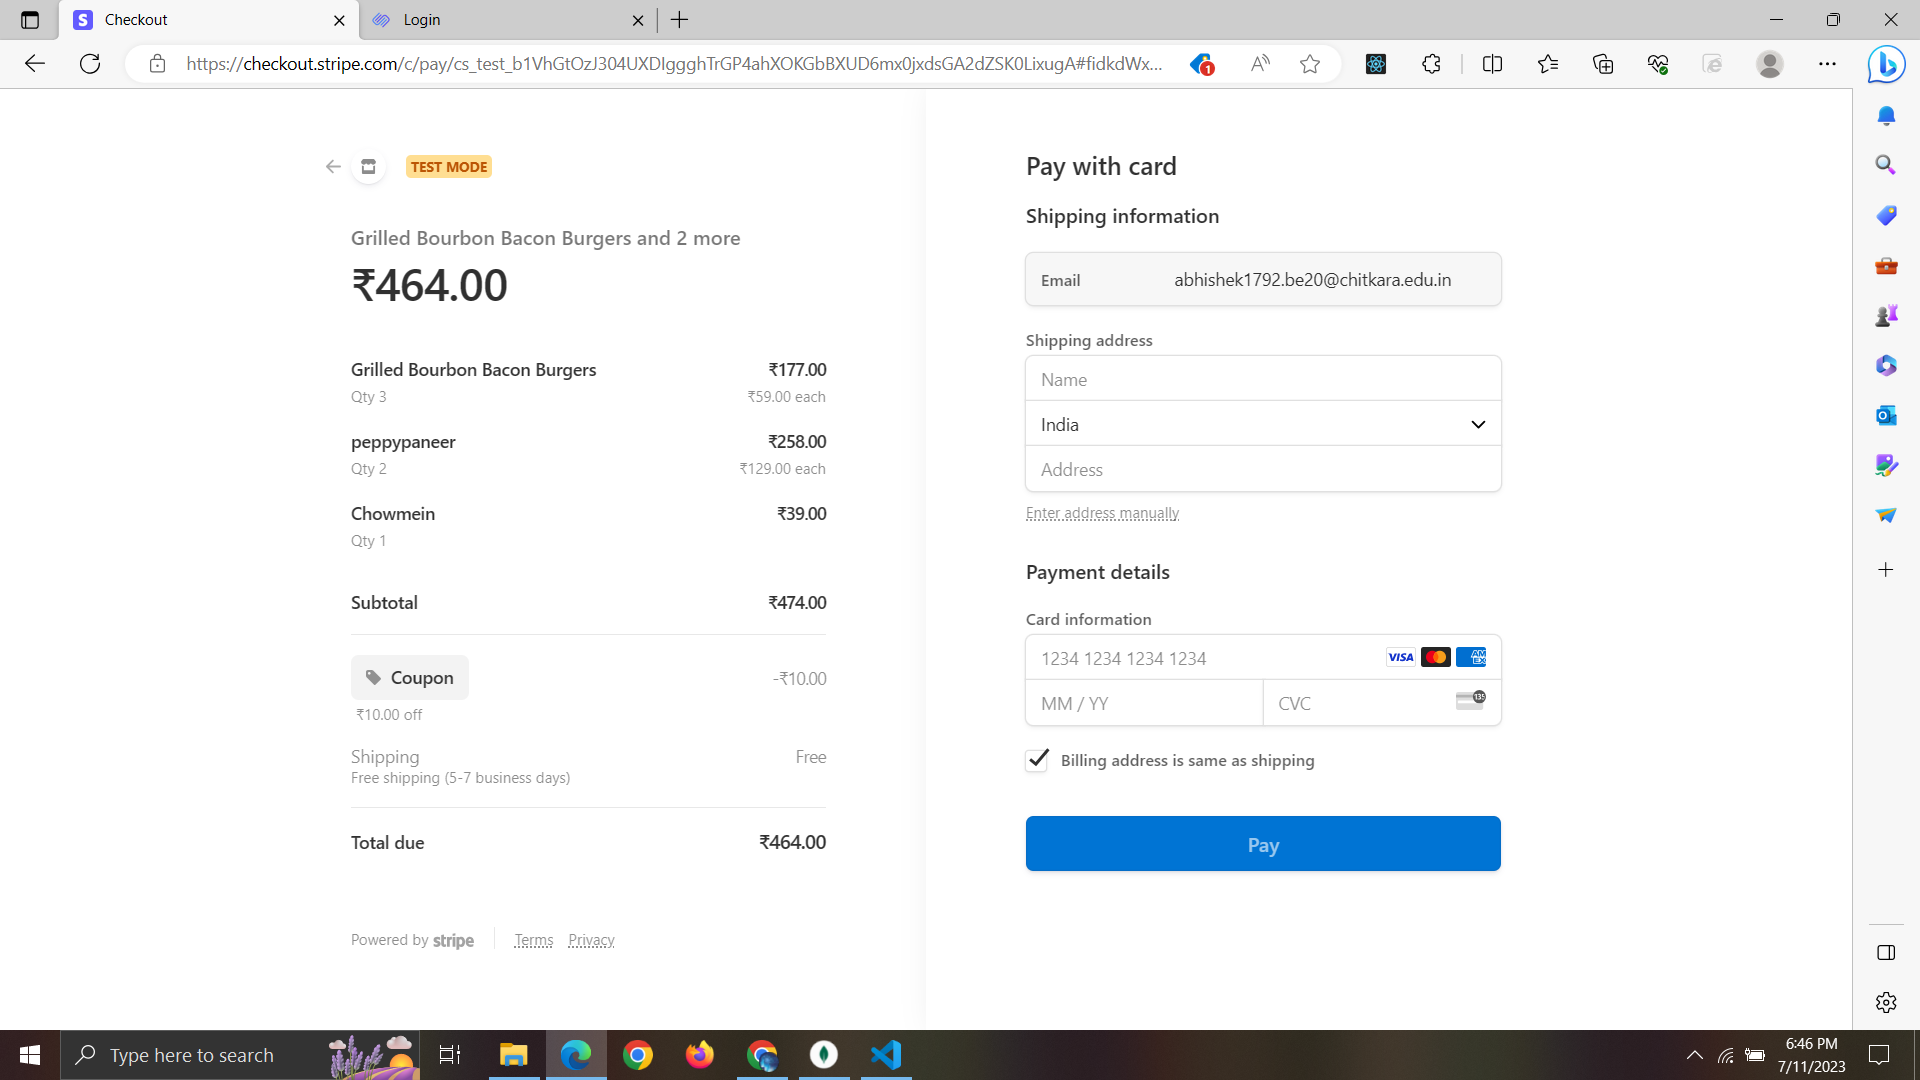 Checkout
Login
https://checkout.stripe.com/c/pay/cs_test_b1VhGtOzJ304UXDIggghTrGP4ahXOKGbBXUD6mx0jxdsGA2dZSK0LixugA#fidkdWx...
1
TEST MODE
Grilled Bourbon Bacon Burgers and 2 more
₹464.00
Grilled Bourbon Bacon Burgers ₹177.00
Qty 3 ₹59.00 each
peppypaneer ₹258.00
Qty 2 ₹129.00 each
Chowmein ₹39.00
Qty 1
Subtotal ₹474.00
Coupon -₹10.00
₹10.00 off
Shipping Free
Free shipping (5-7 business days)
Total due ₹464.00
Powered by stripe Terms Privacy
Pay with card
Shipping information
Email abhishek1792.be20@chitkara.edu.in
Shipping address
Name
India
Address
Enter address manually
Payment details
Card information
1234 1234 1234 1234 VISA AMEX
MM / YY CVC 135
Billing address is same as shipping
Pay
Type here to search
6:46 PM
7/11/2023